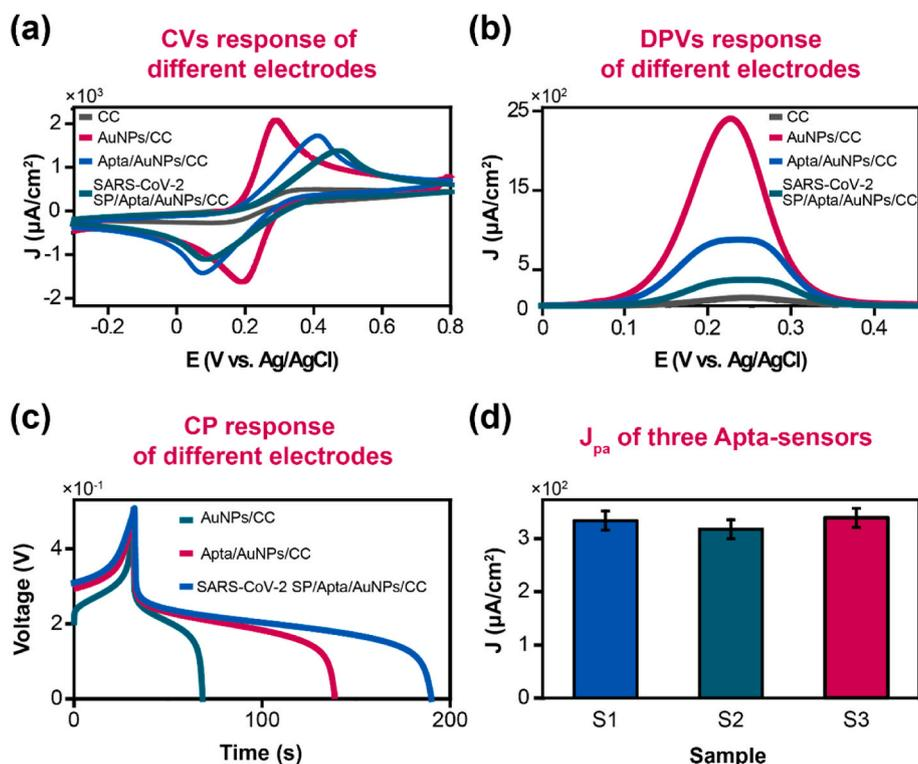 (a)
CVs response of
different electrodes
×10³
J (µA/cm²)
2
1
0
-1
-2
CC
AuNPs/CC
Apta/AuNPs/CC
SARS-CoV-2
SP/Apta/AuNPs/CC
-0.2
0
0.2
0.4
0.6
0.8
E (V vs. Ag/AgCl)
(b)
DPVs response
of different electrodes
×10²
J (µA/cm²)
25
15
5
0
CC
AuNPs/CC
Apta/AuNPs/CC
SARS-CoV-2
SP/Apta/AuNPs/CC
0
0.1
0.2
0.3
0.4
E (V vs. Ag/AgCl)
(c)
CP response
of different electrodes
×10⁻¹
Voltage (V)
4
2
0
AuNPs/CC
Apta/AuNPs/CC
SARS-CoV-2 SP/Apta/AuNPs/CC
0
100
200
Time (s)
(d)
Jpa of three Apta-sensors
×10²
J (µA/cm²)
3
2
1
0
S1
S2
S3
Sample